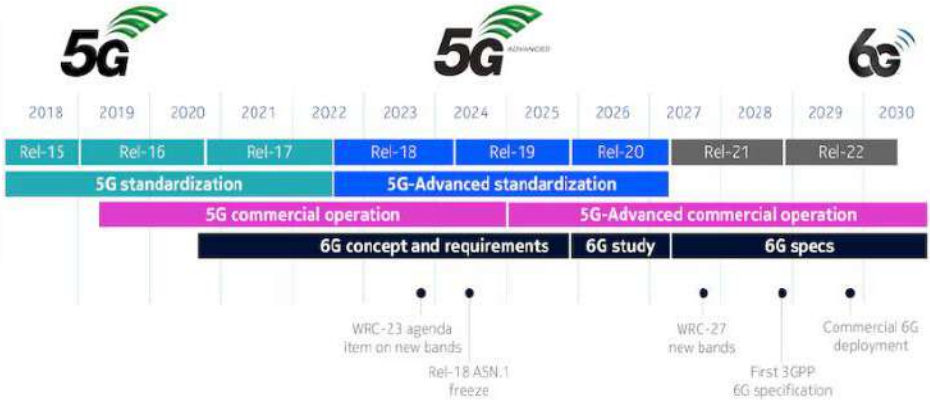 5G
5G ADVANCED
6G
2018 2019 2020 2021 2022 2023 2024 2025 2026 2027 2028 2029 2030
Rel-15 Rel-16 Rel-17 Rel-18 Rel-19 Rel-20 Rel-21 Rel-22
5G standardization 5G-Advanced standardization
5G commercial operation 5G-Advanced commercial operation
6G concept and requirements 6G study 6G specs
WRC-23 agenda
item on new bands
Rel-18 ASN.1
freeze
WRC-27
new bands
First 3GPP
6G specification
Commercial 6G
deployment